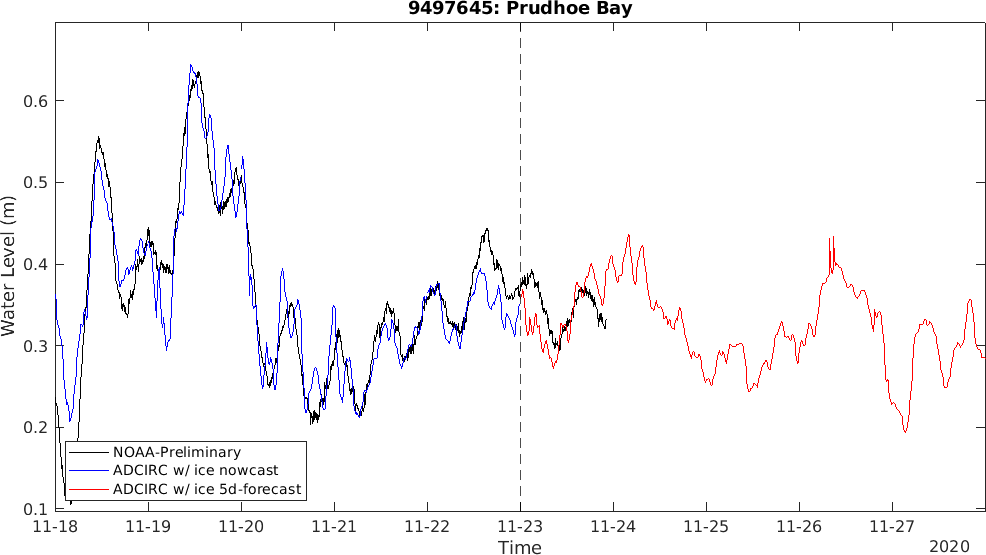 9497645: Prudhoe Bay
Water Level (m)
0.6
0.5
0.4
0.3
0.2
0.1
NOAA-Preliminary
ADCIRC w/ ice nowcast
ADCIRC w/ ice 5d-forecast
11-18 11-19 11-20 11-21 11-22 11-23 11-24 11-25 11-26 11-27
Time
2020